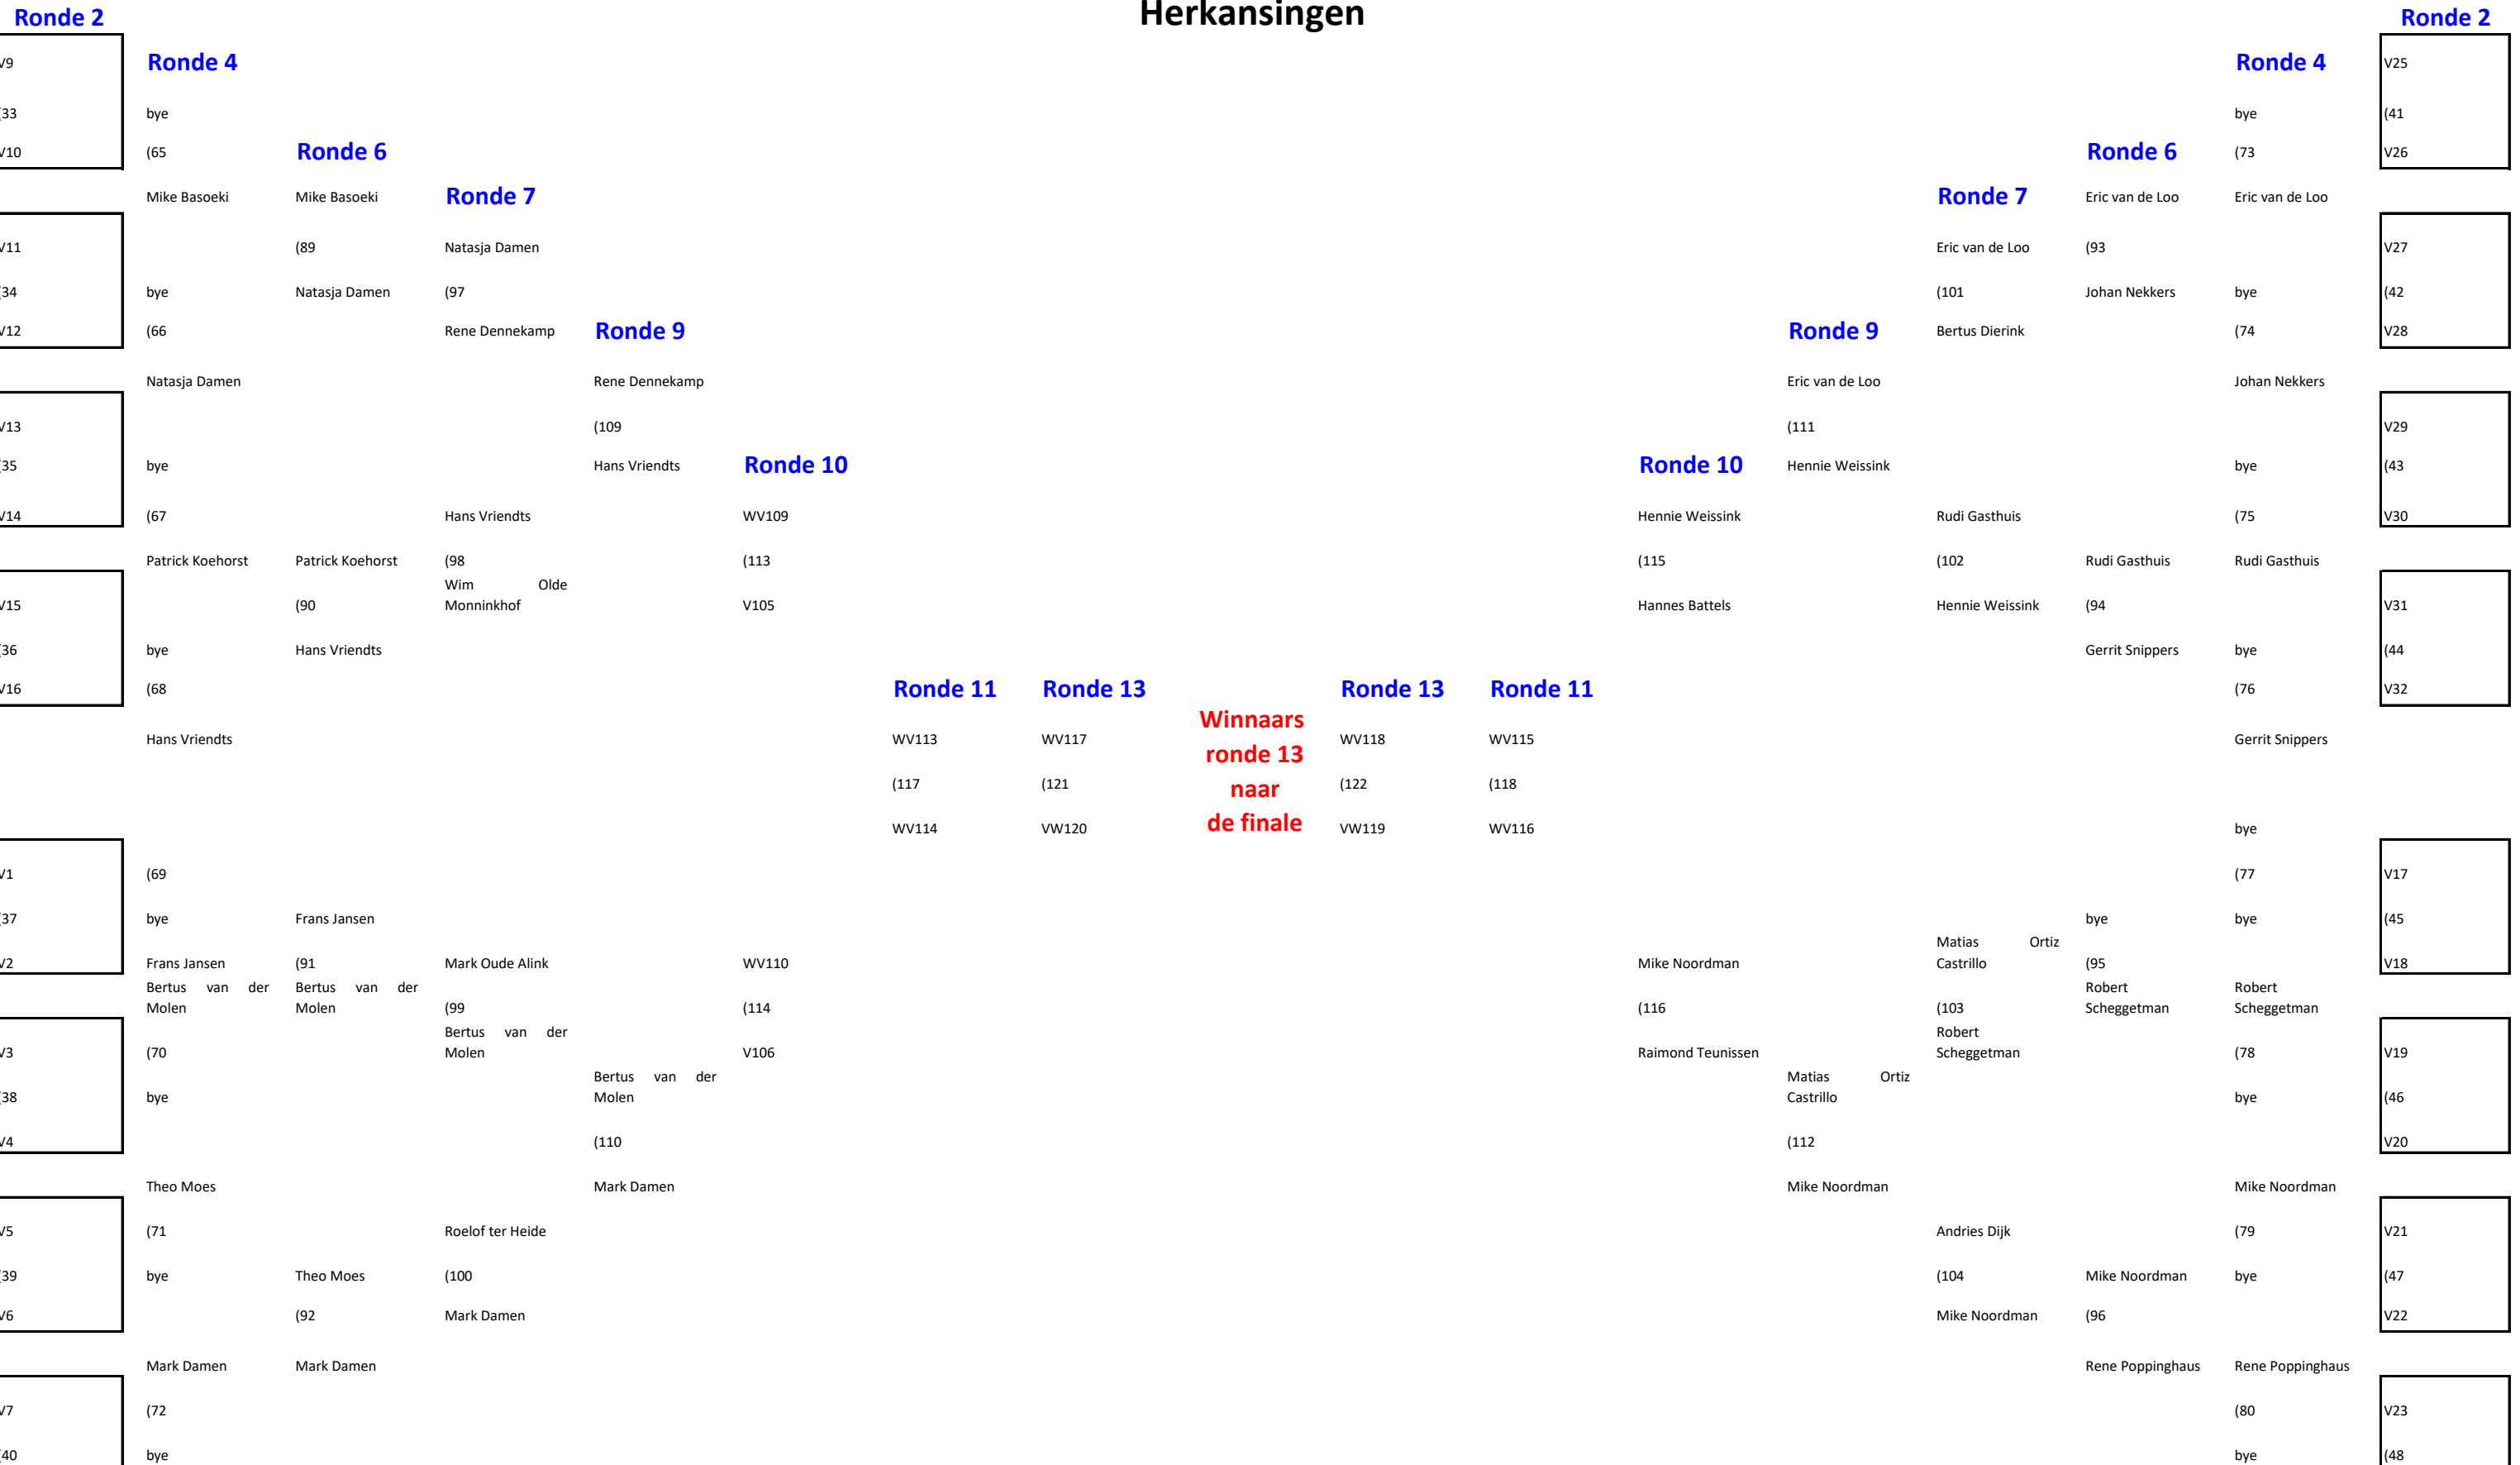 Herkansingen
Ronde 2 Ronde 2
V9 Ronde 4 Ronde 4 V25
(33 bye bye (41
V10 (65 Ronde 6 Ronde 6 (73 V26
Mike Basoeki Mike Basoeki Ronde 7 Ronde 7 Eric van de Loo Eric van de Loo
V11 (89 Natasja Damen Eric van de Loo (93 V27
(34 bye Natasja Damen (97 (101 Johan Nekkers bye (42
V12 (66 Rene Dennekamp Ronde 9 Ronde 9 Bertus Dierink (74 V28
Natasja Damen Rene Dennekamp Eric van de Loo Johan Nekkers
V13 (109 (111 V29
(35 bye Hans Vriendts Ronde 10 Ronde 10 Hennie Weissink bye (43
V14 (67 Hans Vriendts WV109 Hennie Weissink Rudi Gasthuis (75 V30
Patrick Koehorst Patrick Koehorst (98 (113 (115 (102 Rudi Gasthuis Rudi Gasthuis
Wim Olde
V15 (90 Monninkhof V105 Hannes Battels Hennie Weissink (94 V31
(36 bye Hans Vriendts Gerrit Snippers bye (44
V16 (68 Ronde 11 Ronde 13 Ronde 13 Ronde 11 (76 V32
Winnaars
Hans Vriendts WV113 WV117 WV118 WV115 Gerrit Snippers
ronde 13
(117 (121 naar (122 (118
WV114 VW120 de finale VW119 WV116 bye
V1 (69 (77 V17
(37 bye Frans Jansen bye bye (45
Matias Ortiz
V2 Frans Jansen (91 Mark Oude Alink WV110 Mike Noordman Castrillo (95 V18
Bertus van der Bertus van der Robert Robert
Molen Molen (99 (114 (116 (103 Scheggetman Scheggetman
Bertus van der Robert
V3 (70 Molen V106 Raimond Teunissen Scheggetman (78 V19
Bertus van der Matias Ortiz
(38 bye Molen Castrillo bye (46
V4 (110 (112 V20
Theo Moes Mark Damen Mike Noordman Mike Noordman
V5 (71 Roelof ter Heide Andries Dijk (79 V21
(39 bye Theo Moes (100 (104 Mike Noordman bye (47
V6 (92 Mark Damen Mike Noordman (96 V22
Mark Damen Mark Damen Rene Poppinghaus Rene Poppinghaus
V7 (72 (80 V23
(40 bye bye (48